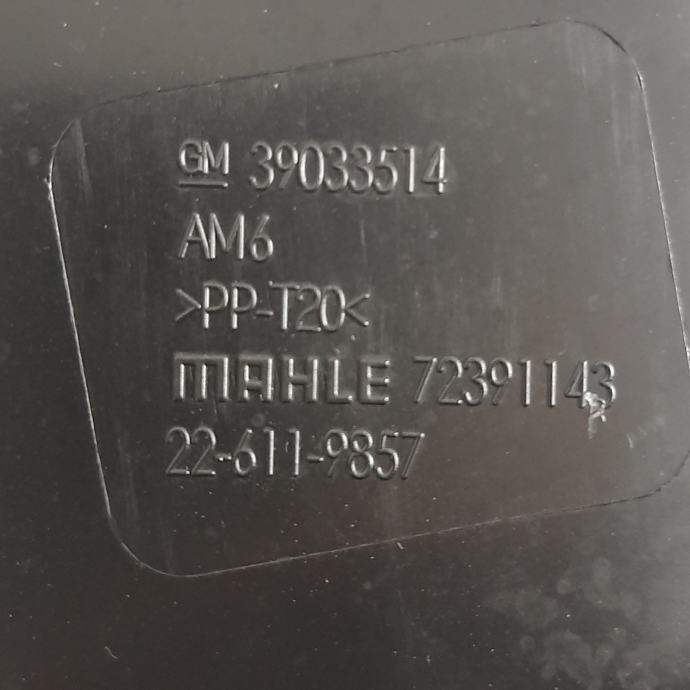 GM 39033514
AM6
>PP-T20<
MAHLE 72391143
22-611-9857